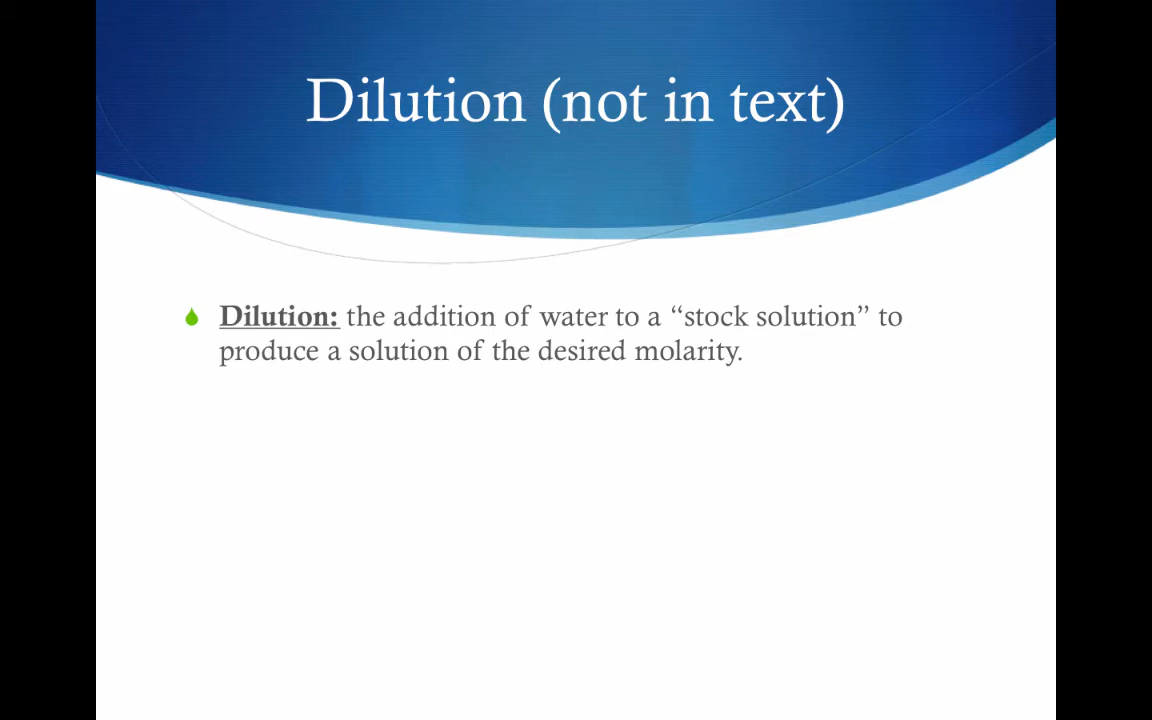 Dilution (not in text)
Dilution: the addition of water to a “stock solution” to
produce a solution of the desired molarity.